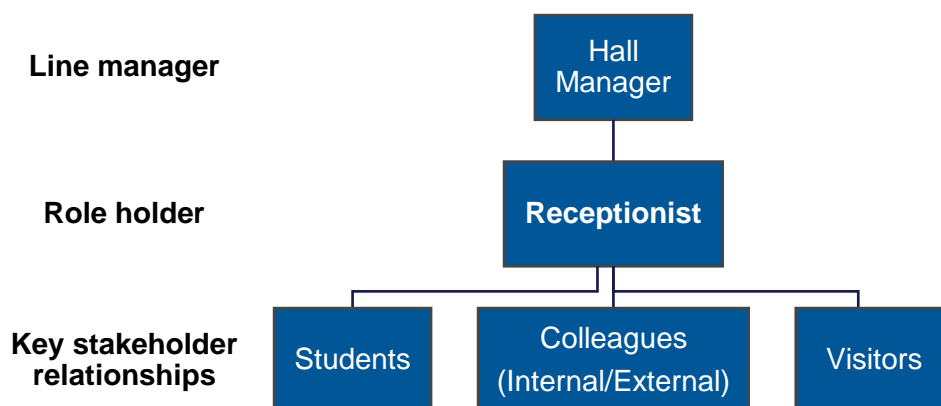 Line manager
Hall
Manager
Role holder
Receptionist
Key stakeholder
relationships
Students
Colleagues
(Internal/External)
Visitors